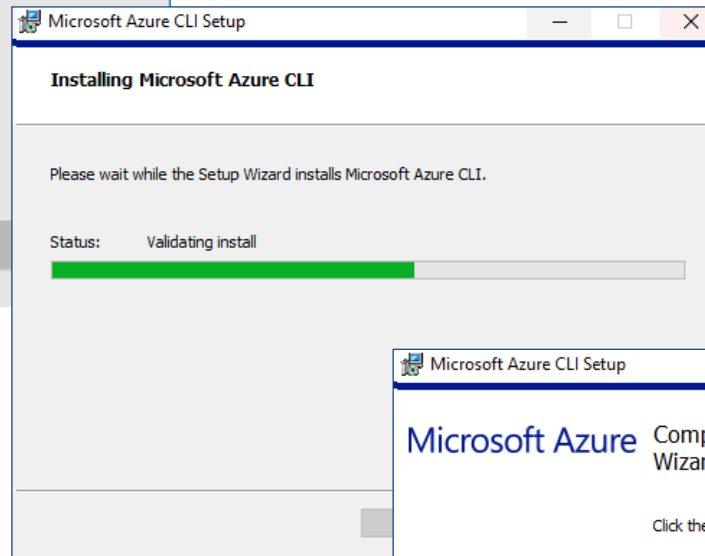 Microsoft Azure CLI Setup
Installing Microsoft Azure CLI
Please wait while the Setup Wizard installs Microsoft Azure CLI.
Status: Validating install
Microsoft Azure CLI Setup
Microsoft Azure
Click the